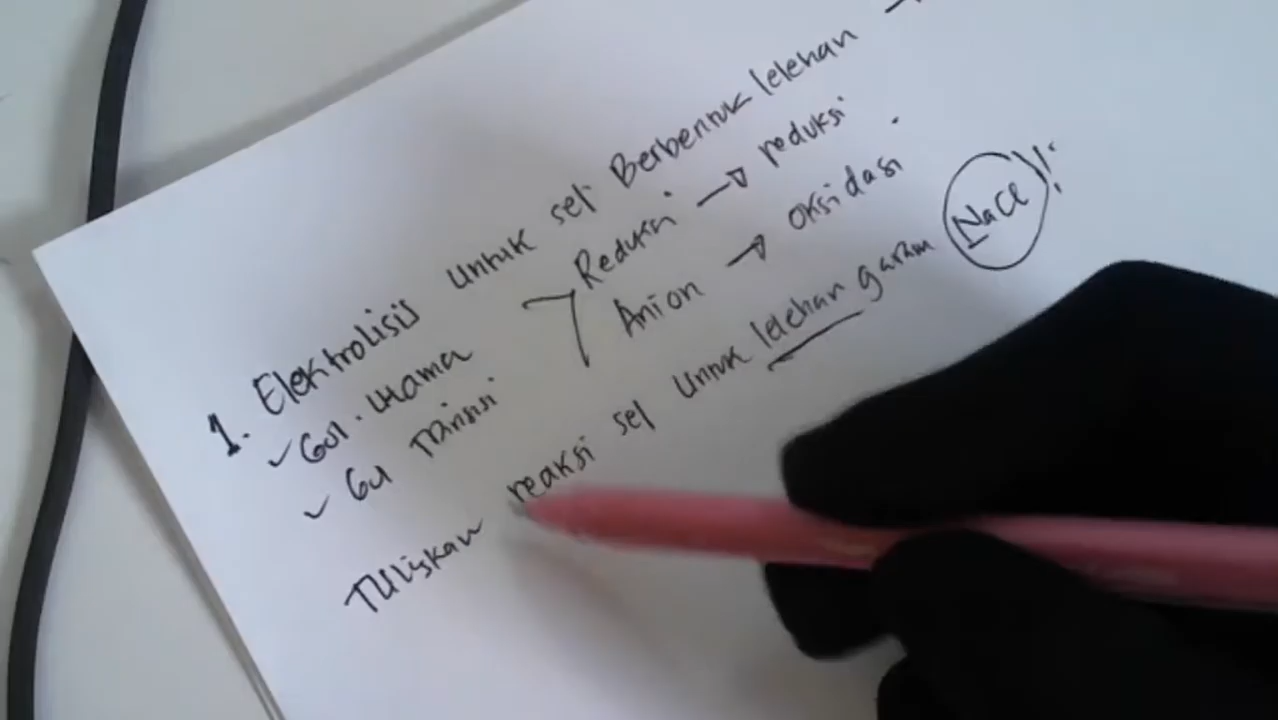 1. Elektrolisis untuk sel Berbentuk lelehan →
✓ Gol. Utama
✓ Gol Transisi
Reduksi → reduksi
Anion → oksidasi
Tuliskan reaksi sel untuk lelehan garam NaCl !